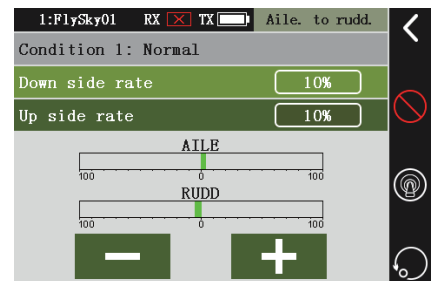 1:FlySky01 RX TX Aile. to rudd.
Condition 1: Normal
Down side rate 10%
Up side rate 10%
AILE
100 0 100
RUDD
100 0 100
P